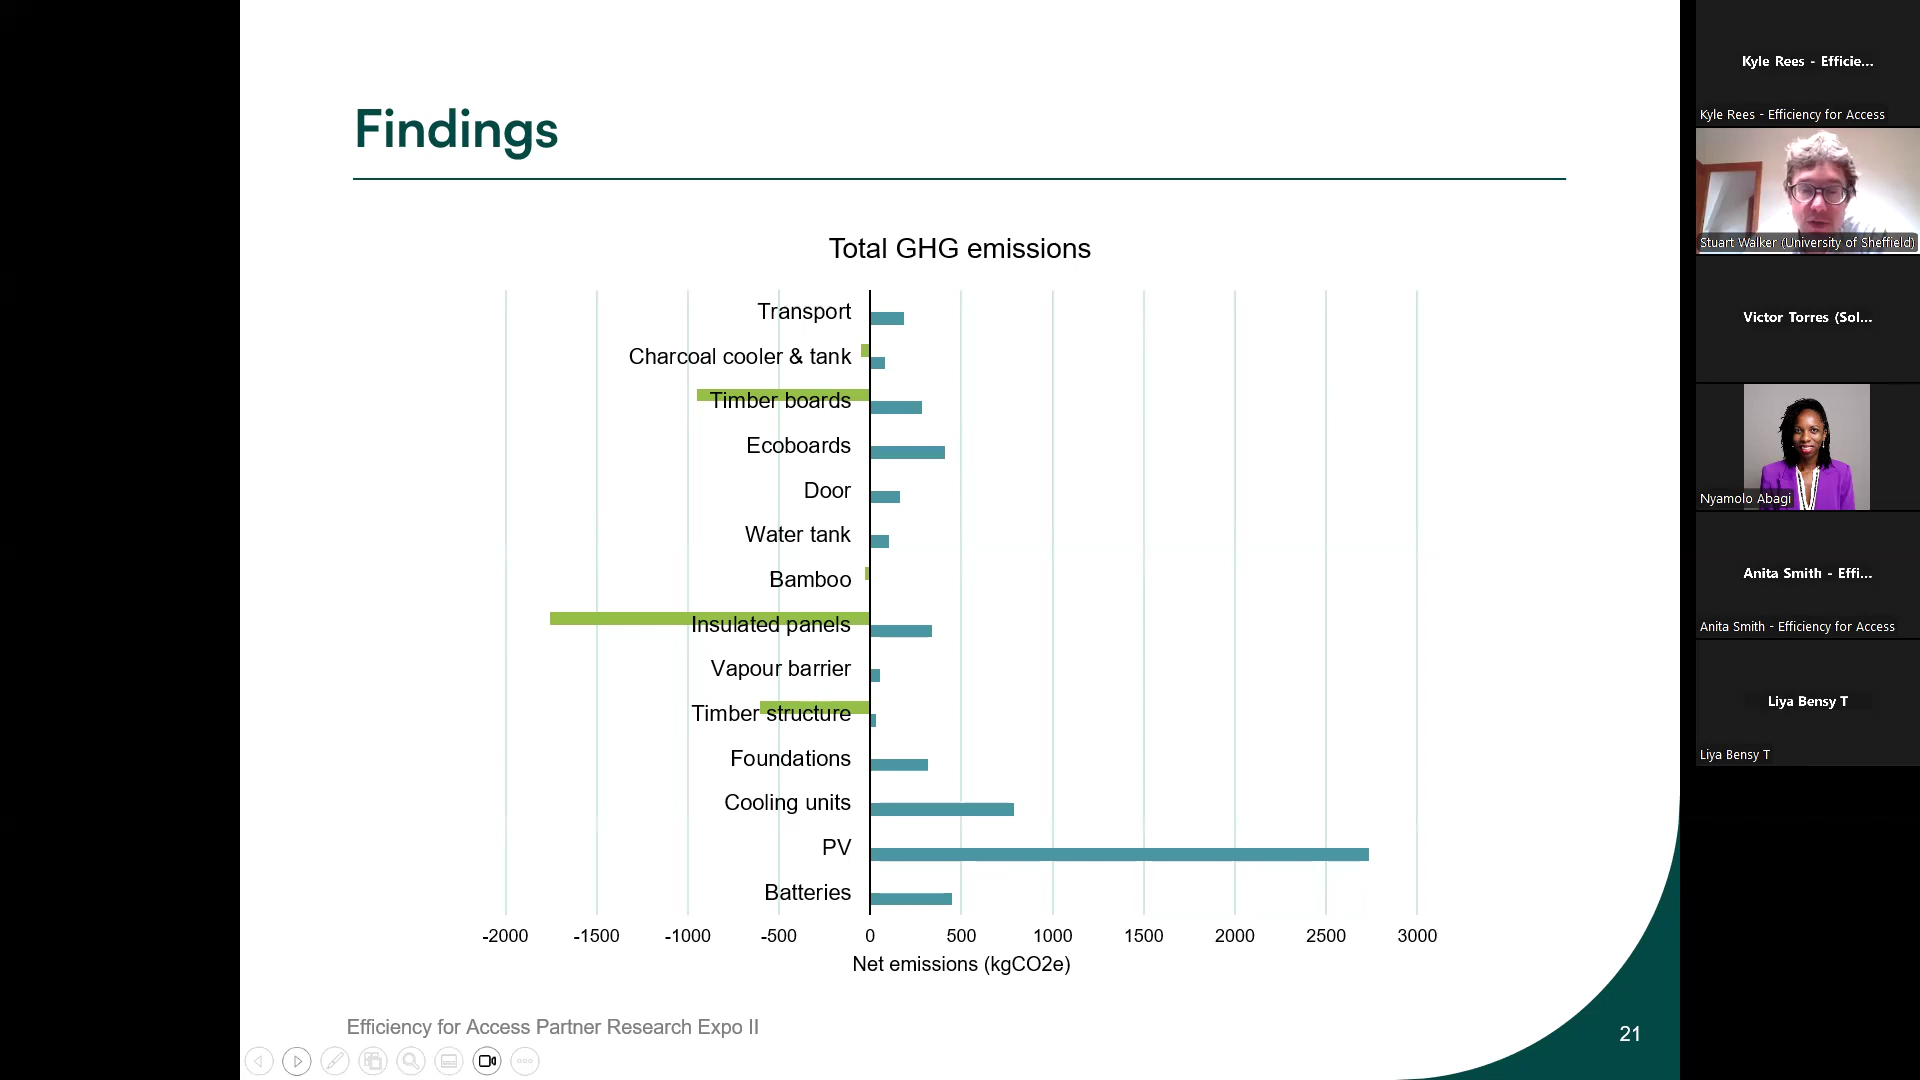 Findings
Total GHG emissions
Transport
Charcoal cooler & tank
Timber boards
Ecoboards
Door
Water tank
Bamboo
Insulated panels
Vapour barrier
Timber structure
Foundations
Cooling units
PV
Batteries
-2000 -1500 -1000 -500 0 500 1000 1500 2000 2500 3000
Net emissions (kgCO2e)
Efficiency for Access Partner Research Expo II
21
Kyle Rees - Efficie...
Kyle Rees - Efficiency for Access
Stuart Walker (University of Sheffield)
Victor Torres (Sol...
Nyamolo Abagi
Anita Smith - Effi...
Anita Smith - Efficiency for Access
Liya Bensy T
Liya Bensy T